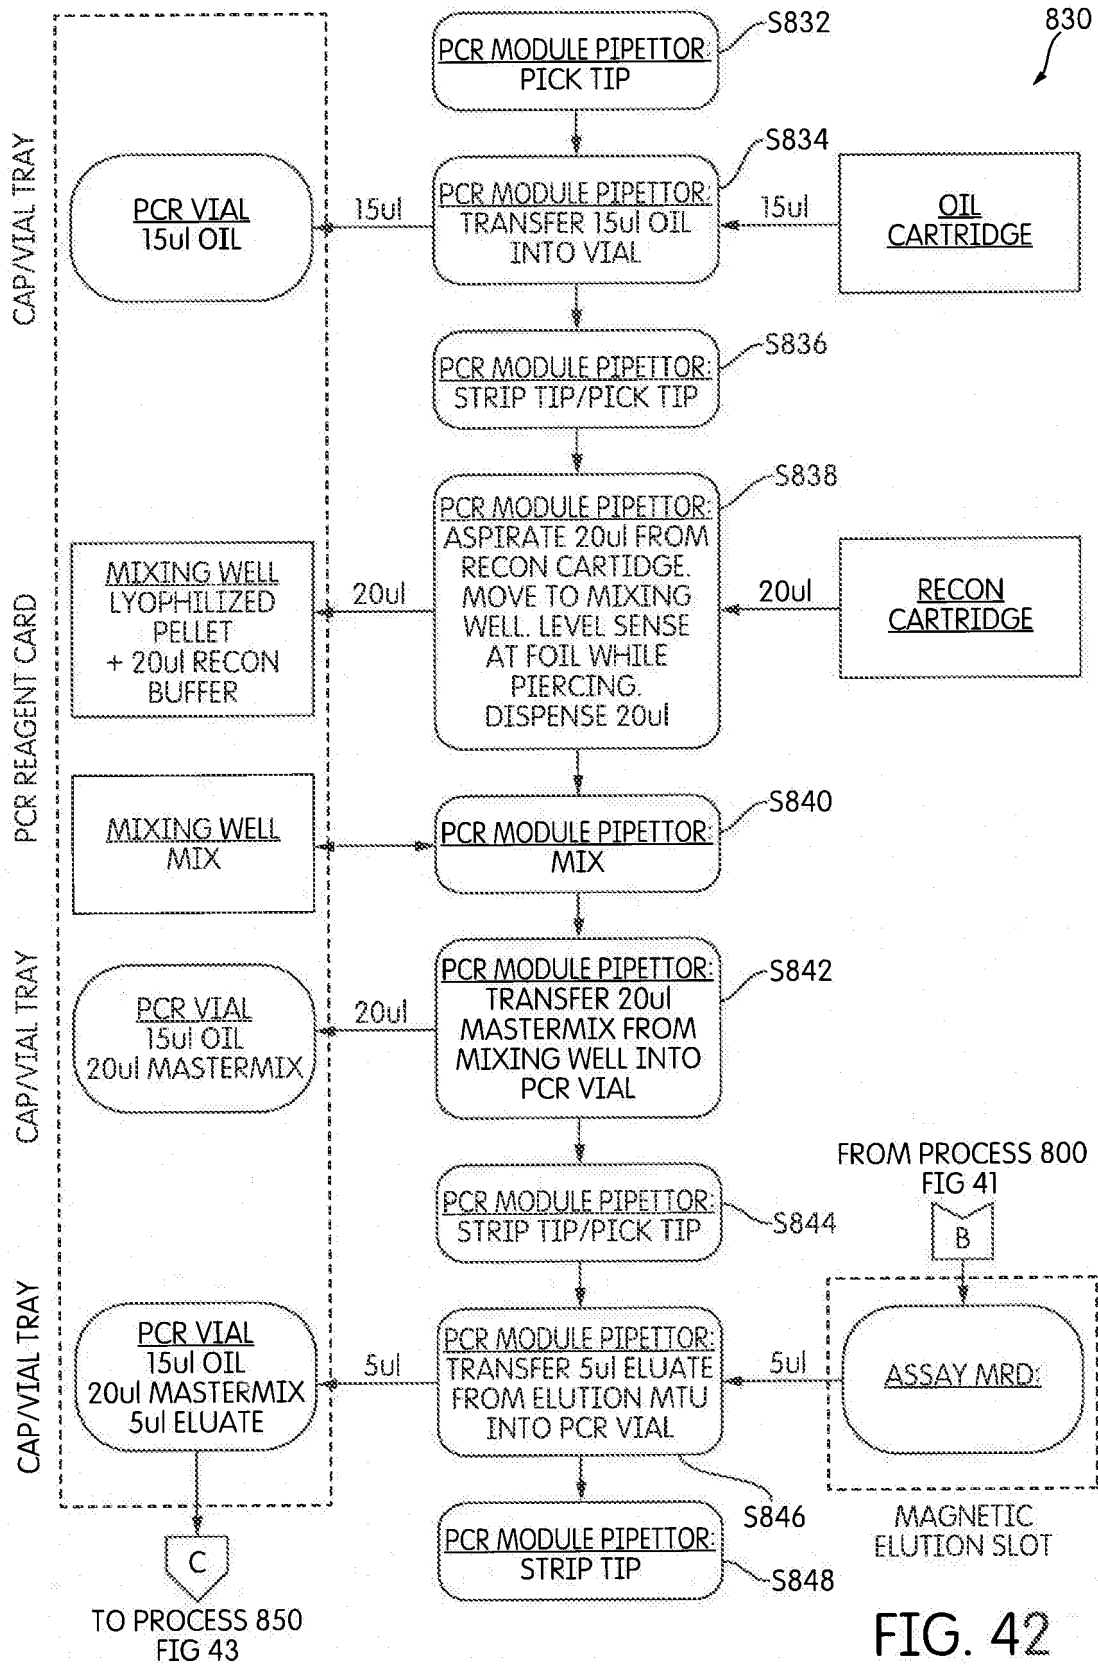 S832
830
PCR MODULE PIPETTOR:
PICK TIP
S834
CAP/VIAL TRAY
PCR VIAL
15ul OIL
15ul
PCR MODULE PIPETTOR:
TRANSFER 15ul OIL
INTO VIAL
15ul
OIL
CARTRIDGE
S836
PCR MODULE PIPETTOR:
STRIP TIP/PICK TIP
S838
PCR REAGENT CARD
MIXING WELL
LYOPHILIZED
PELLET
+ 20ul RECON
BUFFER
20ul
PCR MODULE PIPETTOR:
ASPIRATE 20ul FROM
RECON CARTIDGE.
MOVE TO MIXING
WELL. LEVEL SENSE
AT FOIL WHILE
PIERCING.
DISPENSE 20ul
20ul
RECON
CARTRIDGE
S840
MIXING WELL
MIX
PCR MODULE PIPETTOR:
MIX
CAP/VIAL TRAY
PCR VIAL
15ul OIL
20ul MASTERMIX
20ul
PCR MODULE PIPETTOR:
TRANSFER 20ul
MASTERMIX FROM
MIXING WELL INTO
PCR VIAL
S842
FROM PROCESS 800
FIG 41
B
PCR MODULE PIPETTOR:
STRIP TIP/PICK TIP
S844
CAP/VIAL TRAY
PCR VIAL
15ul OIL
20ul MASTERMIX
5ul ELUATE
5ul
PCR MODULE PIPETTOR:
TRANSFER 5ul ELUATE
FROM ELUTION MTU
INTO PCR VIAL
5ul
ASSAY MRD:
S846
MAGNETIC
ELUTION SLOT
PCR MODULE PIPETTOR:
STRIP TIP
S848
C
TO PROCESS 850
FIG 43
FIG. 42